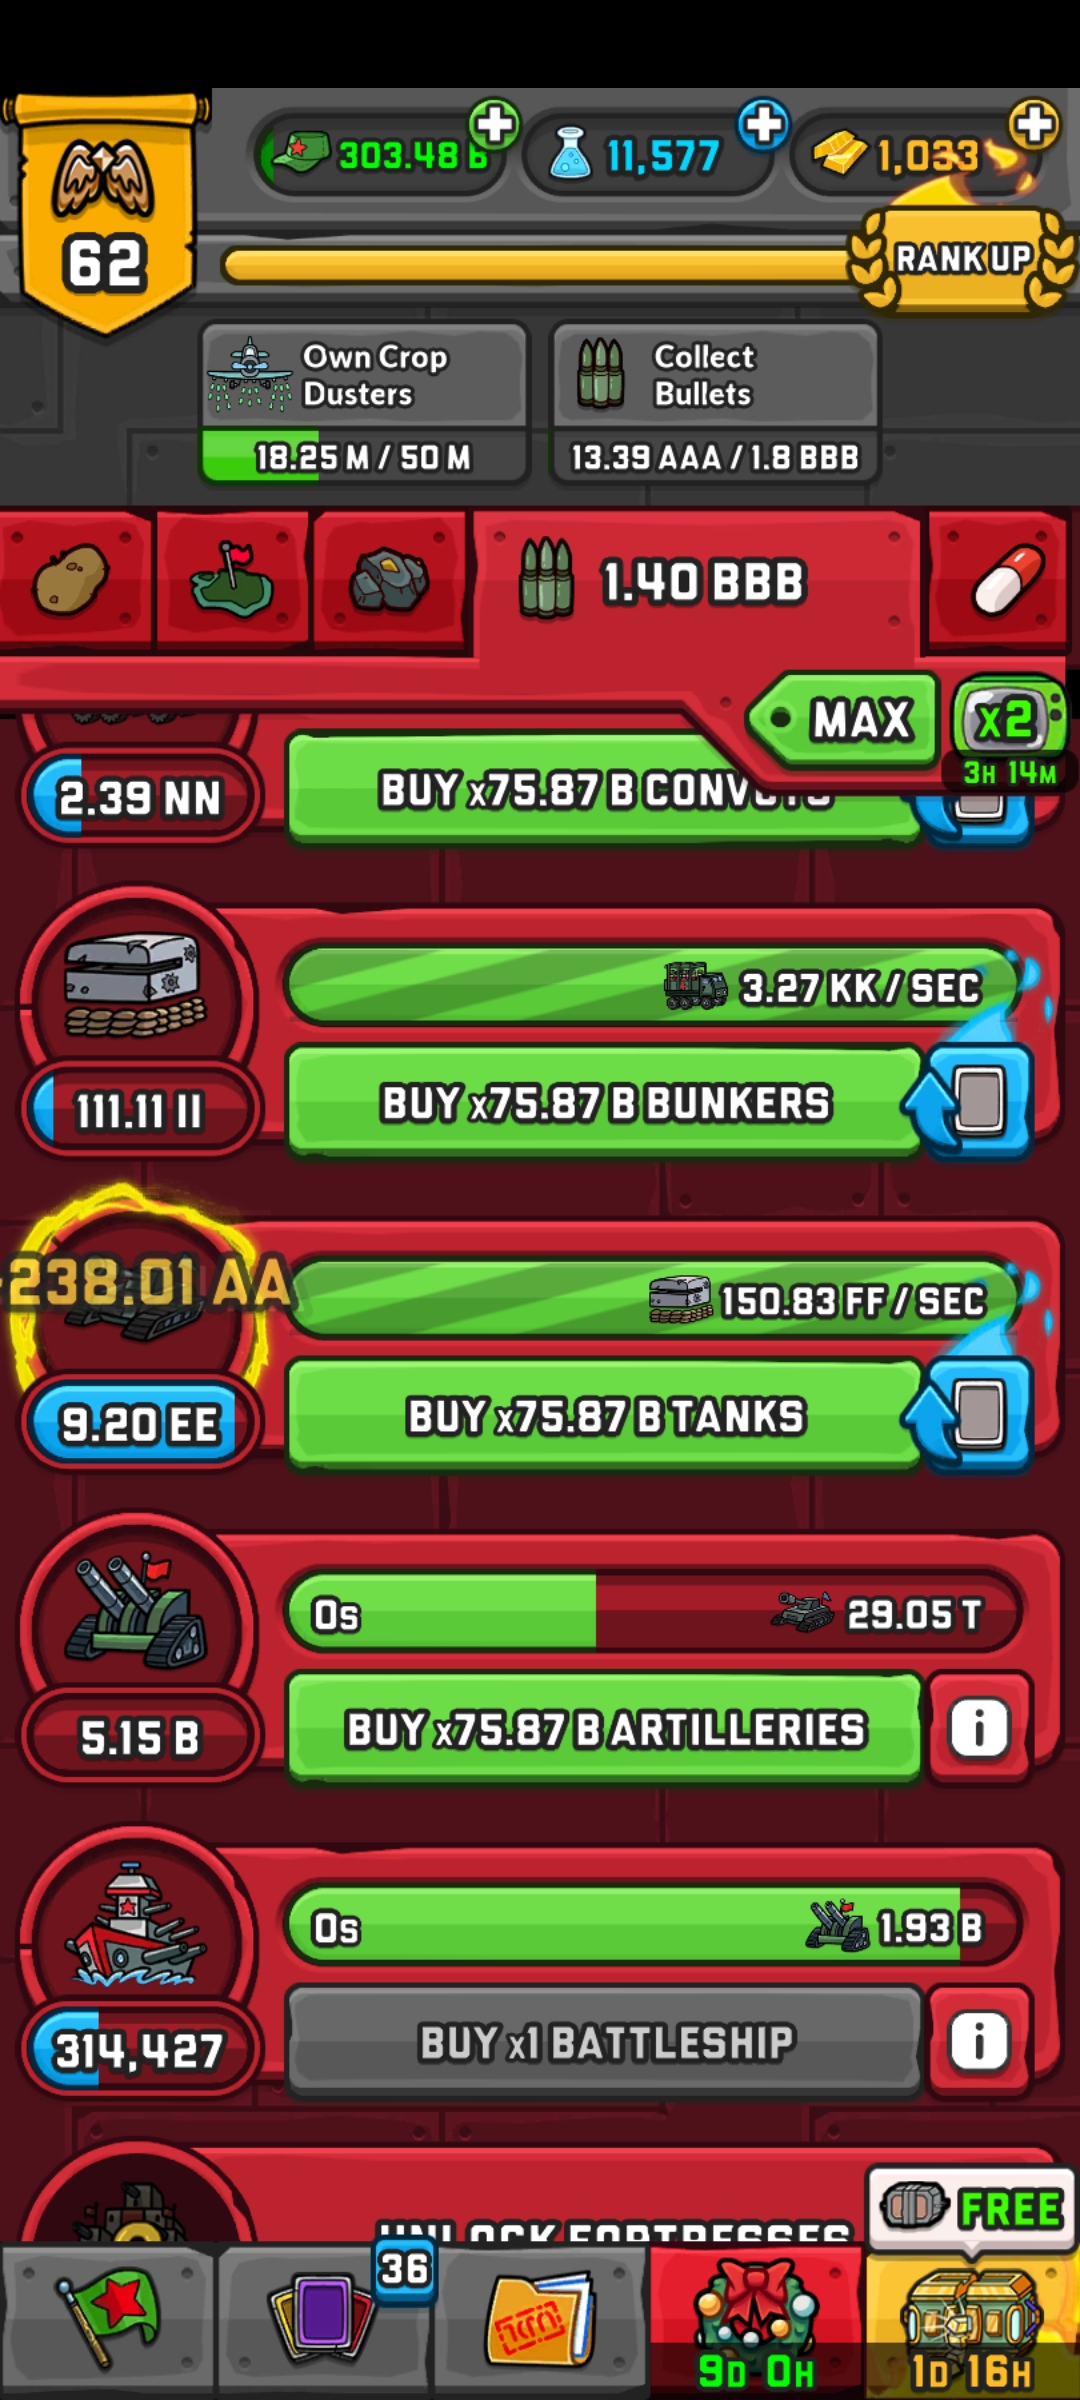 303.48 B
11,577
1,033
62
RANK UP
Own Crop
Dusters
18.25 M / 50 M
Collect
Bullets
13.39 AAA / 1.8 BBB
1.40 BBB
MAX
x2
3H 14M
2.39 NN
BUY x75.87 B CONVOYS
3.27 KK / SEC
111.11 II
BUY x75.87 B BUNKERS
238.01 AA
150.83 FF / SEC
9.20 EE
BUY x75.87 B TANKS
0s
29.05 T
5.15 B
BUY x75.87 B ARTILLERIES
i
0s
1.93 B
314,427
BUY x1 BATTLESHIP
i
UNLOCK FORTRESSES
FREE
36
9D 0H
1D 16H